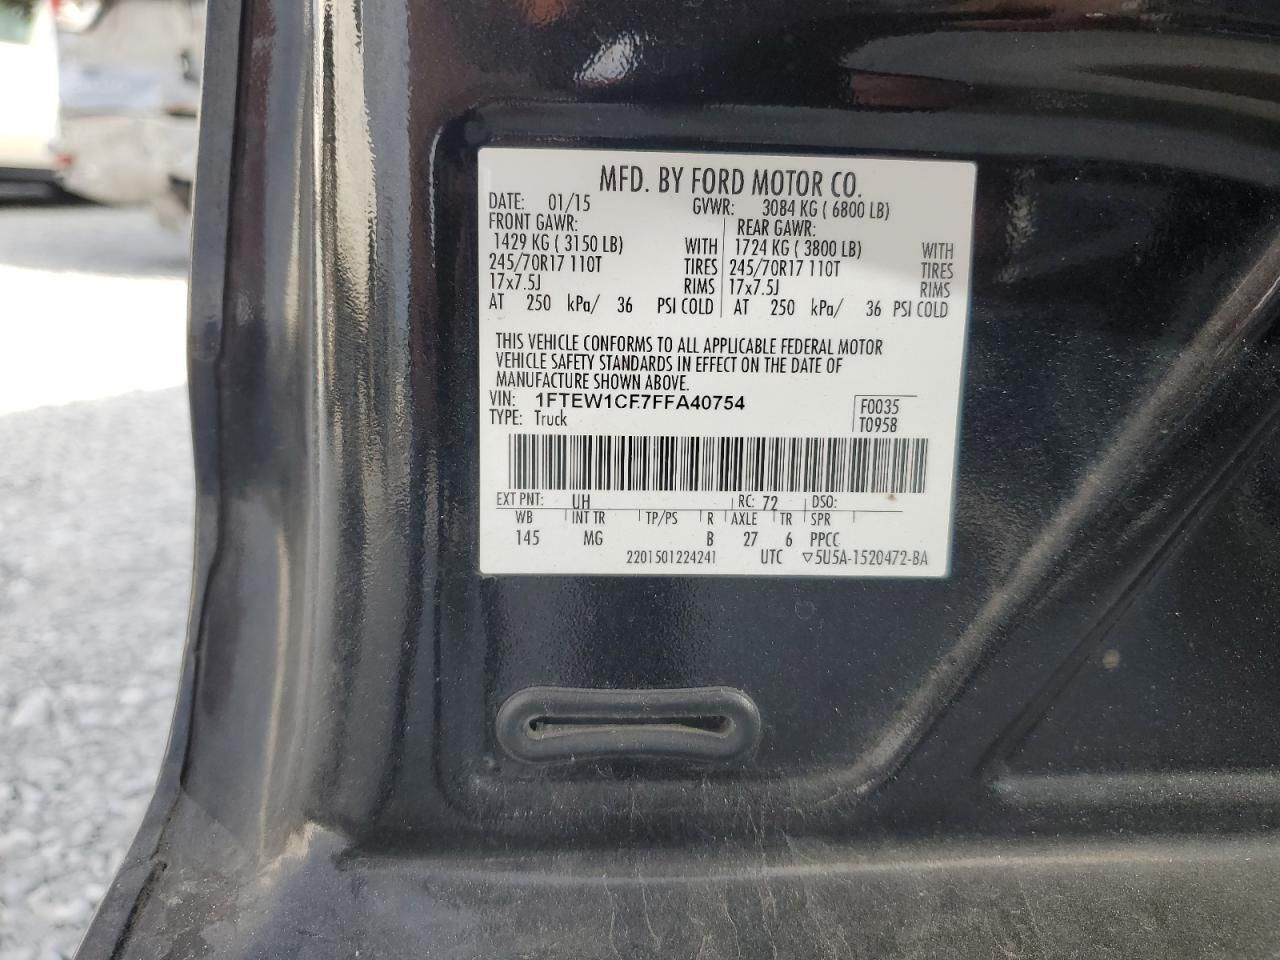 MFD. BY FORD MOTOR CO.
DATE: 01/15 GVWR: 3084 KG ( 6800 LB)
FRONT GAWR: REAR GAWR:
1429 KG ( 3150 LB) WITH 1724 KG ( 3800 LB) WITH
245/70R17 110T TIRES 245/70R17 110T TIRES
17x7.5J RIMS 17x7.5J RIMS
AT 250 kPa/ 36 PSI COLD AT 250 kPa/ 36 PSI COLD
THIS VEHICLE CONFORMS TO ALL APPLICABLE FEDERAL MOTOR
VEHICLE SAFETY STANDARDS IN EFFECT ON THE DATE OF
MANUFACTURE SHOWN ABOVE.
VIN: 1FTEW1CF7FFA40754 F0035
TYPE: Truck T0958
EXT PNT: UH RC: 72 DSO:
WB INT TR TP/PS R AXLE TR SPR
145 MG B 27 6 PPCC
2201501224241 UTC ▽5U5A-1520472-BA